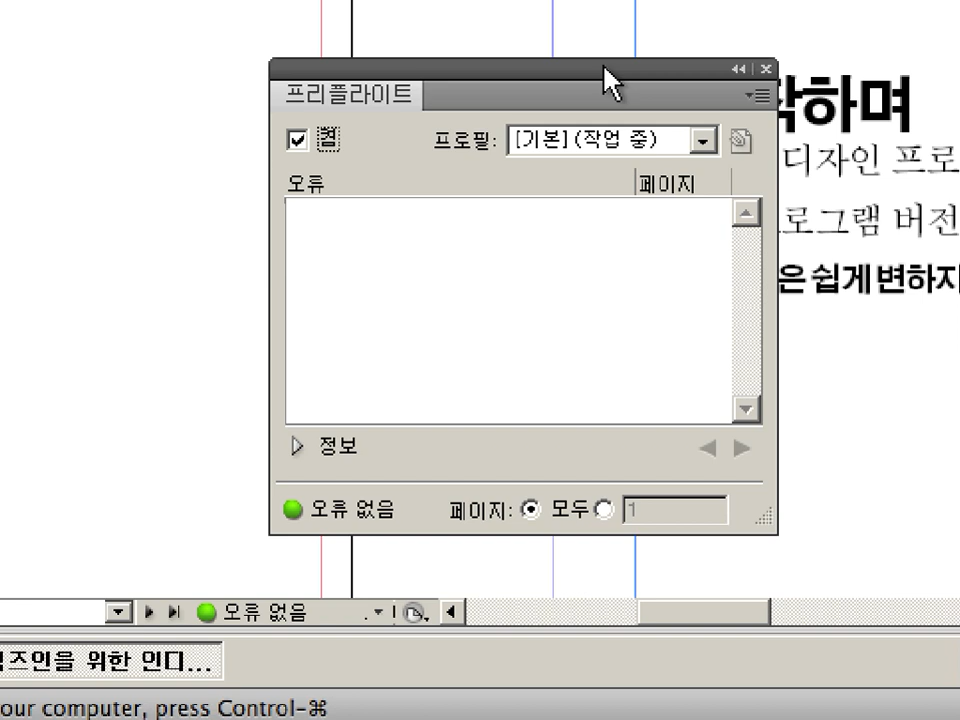 프리플라이트
작하며
켬
프로필: [기본] (작업 중)
디자인 프로
오류
페이지
로그램 버전
은 쉽게 변하지
정보
오류 없음
페이지: 모두 1
오류 없음
위한 인디...
our computer, press Control-⌘